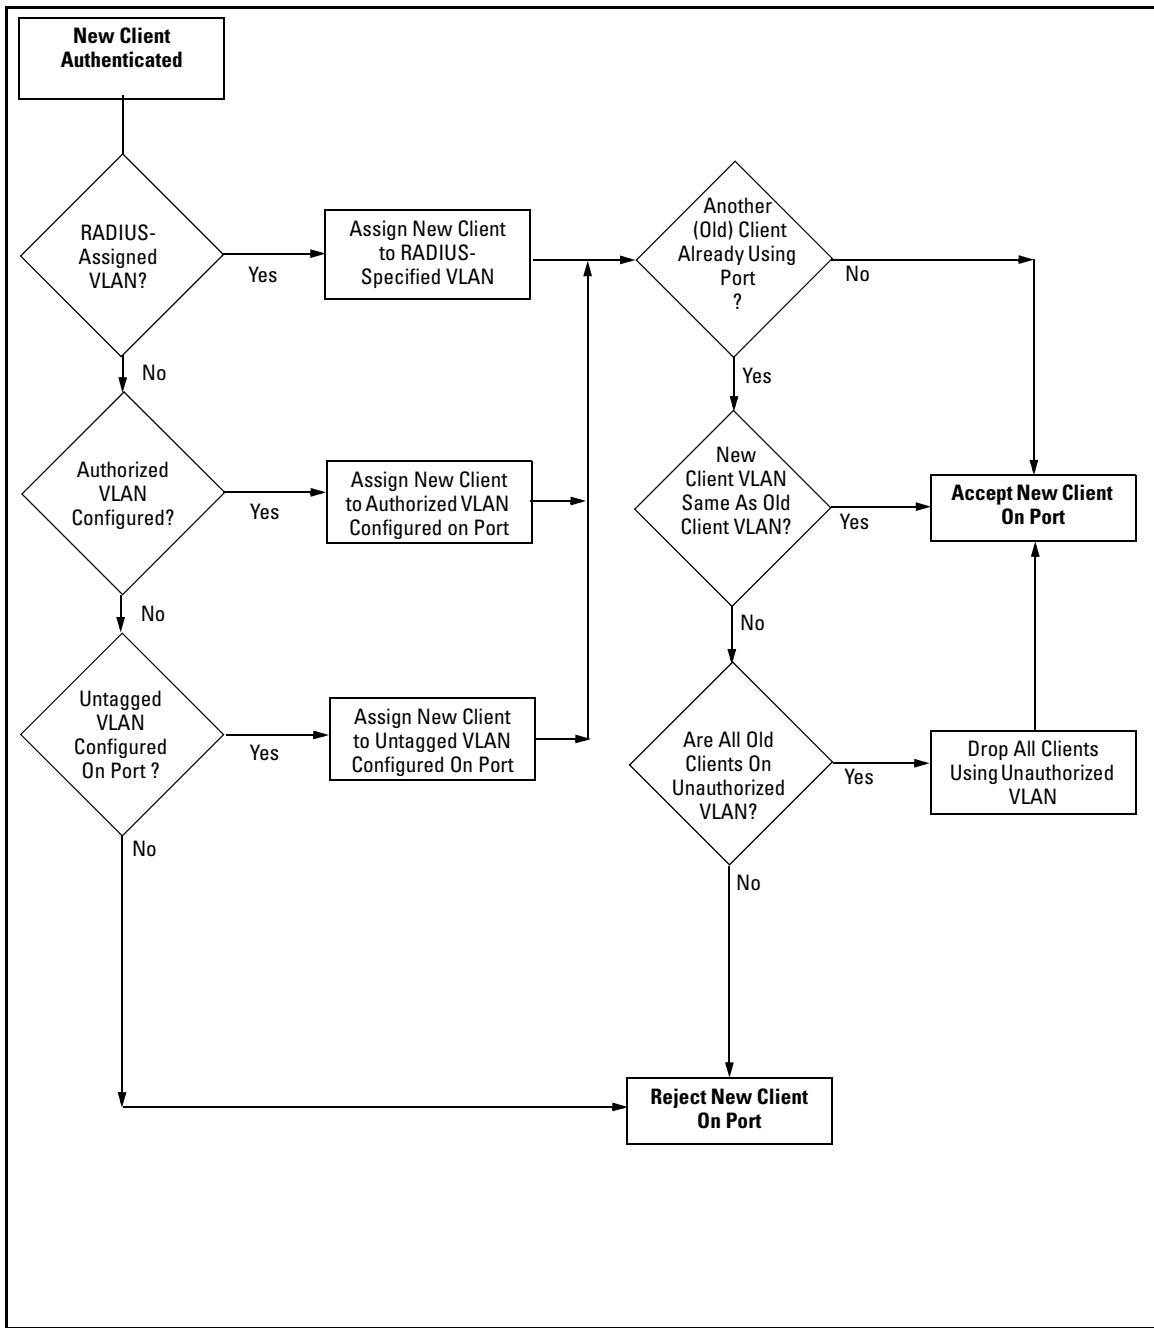 New Client
Authenticated
RADIUS-
Assigned
VLAN?
Yes
No
Assign New Client
to RADIUS-
Specified VLAN
Authorized
VLAN
Configured?
Yes
No
Assign New Client
to Authorized VLAN
Configured on Port
Untagged
VLAN
Configured
On Port ?
Yes
No
Assign New Client
to Untagged VLAN
Configured On Port
Another
(Old) Client
Already Using
Port
?
No
Yes
New
Client VLAN
Same As Old
Client VLAN?
Yes
No
Accept New Client
On Port
Are All Old
Clients On
Unauthorized
VLAN?
Yes
No
Drop All Clients
Using Unauthorized
VLAN
Reject New Client
On Port